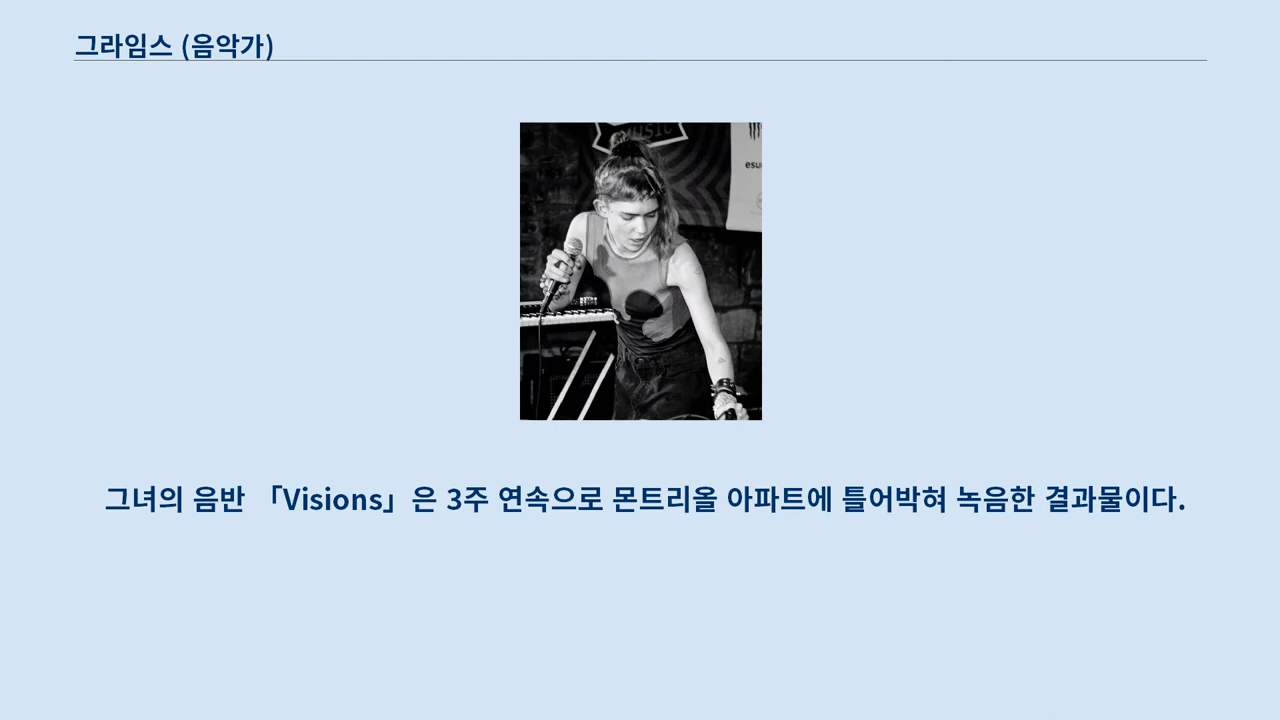 그라임스 (음악가)
music
esu
그녀의 음반 「Visions」은 3주 연속으로 몬트리올 아파트에 틀어박혀 녹음한 결과물이다.